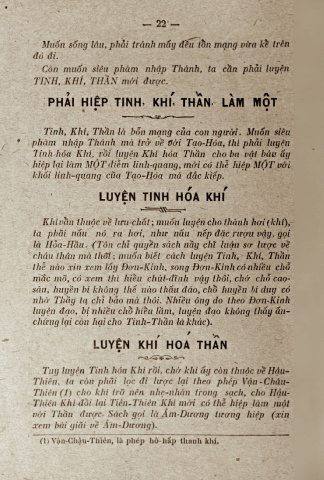 — 22 —
Muốn sống lâu, phải tránh mấy đều tổn mạng vừa kể trên
đó đi.
Còn muốn siêu phàm nhập Thánh, ta cần phải luyện
TINH, KHÍ, THẦN mới được.
PHẢI HIỆP TINH, KHÍ THẦN, LÀM MỘT
Tinh, Khí, Thần là bổn mạng của con người. Muốn siêu
phàm nhập Thánh mà trở về đời Tạo-Hóa, thì phải luyện
Tinh hóa Khí, rồi luyện Khí hóa Thần cho ba vật báu ấy
hiệp lại làm MỘT điểm linh-quang, mới có thể hiệp MỘT với
khối linh-quang của Tạo-Hóa mà đắc kiếp.
LUYỆN TINH HÓA KHÍ
Khí vẫn thuộc về lưu-chất; muốn luyện cho thành hơi (khí),
ta phải nấu nó ra hơi, như nấu nếp đặc rượu vậy, gọi
là Hỏa-Hầu. (Tôn chỉ quyển sách nầy chỉ luận sơ lược về
châu thân mà thôi; muốn biết cách luyện Tinh, Khí, Thần
thế nào xin xem lấy Đơn-Kinh, song Đơn-Kinh có nhiều chỗ
mắc mỏ, có xem thì hiểu chút-đỉnh vậy thôi, chớ chỗ cao-
sâu, huyền bí không thế nào thấu đáo, chỗ huyền bí duy có
nhờ Thầy ta chỉ bảo mà thôi. Nhiều ông do theo Đơn-Kinh
luyện đạo, bị nhiều chỗ hiểu lầm, luyện đạo không thấy ấn-
chứng lại còn hại cho Tinh-Thần là khác).
LUYỆN KHÍ HOÁ THẦN
Tuy luyện Tinh hóa Khí rồi, chớ khí ấy còn thuộc về Hậu-
Thiên, ta còn phải lọc đi lược lại theo phép Vận-Châu-
Thiên (1) cho khí trở nên nhẹ-nhàn trong sạch, cho Hậu-
Thiên Khí đổi lại Tiên-Thiên Khí mới có thể hiệp làm một
với Thần được. Sách gọi là Âm-Dương tương hiệp (xin
xem bài giải về Âm-Dương).
(1) Vận-Châu-Thiên, là phép hô-hấp thanh khí.